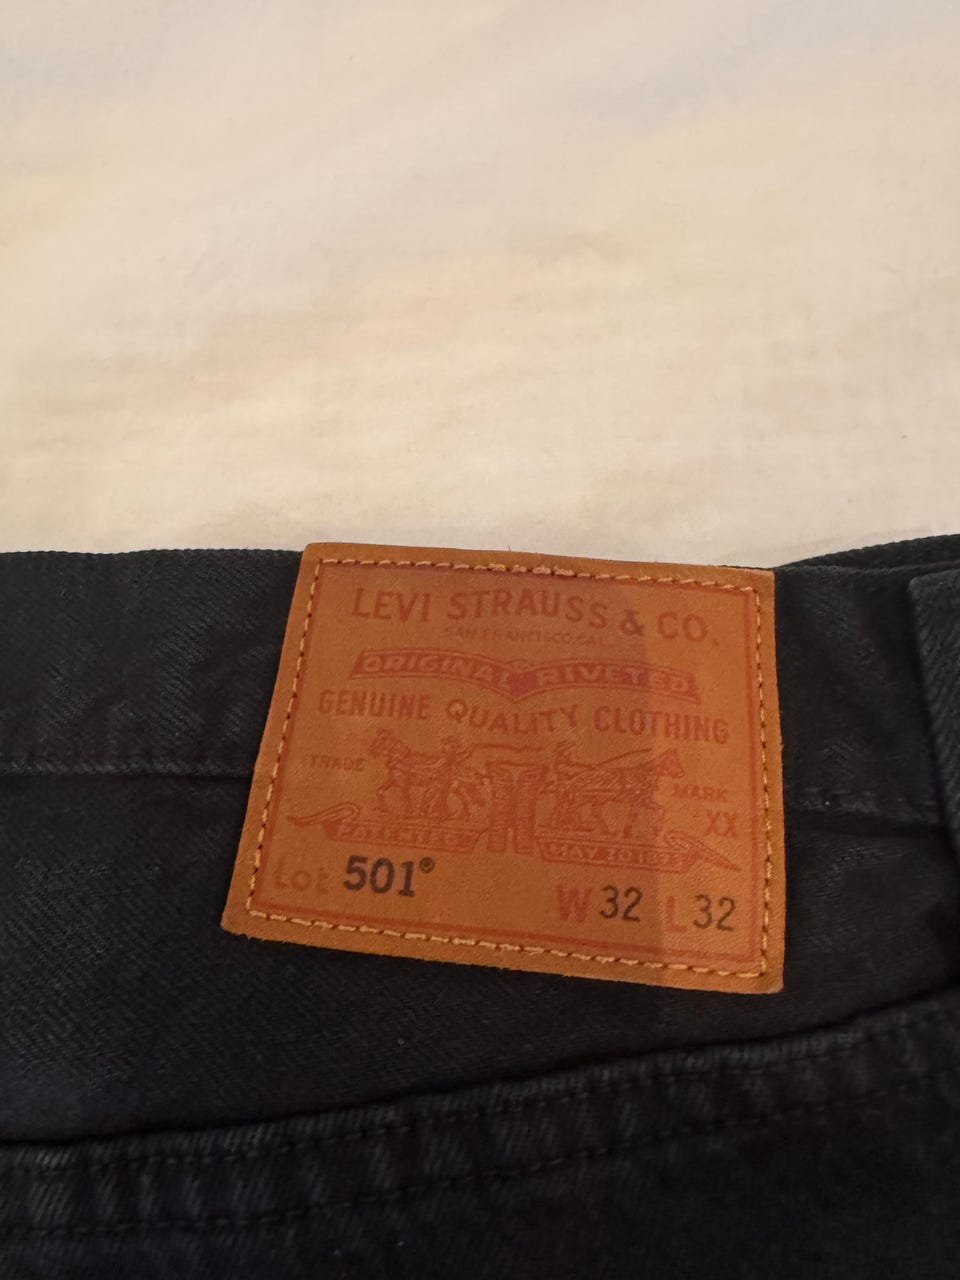 LEVI STRAUSS & CO.
SAN FRANCISCO, CAL.
ORIGINAL RIVETED
GENUINE QUALITY CLOTHING
TRADE MARK
XX
PATENTED MAY 20 1873
Lot 501® W 32 L 32